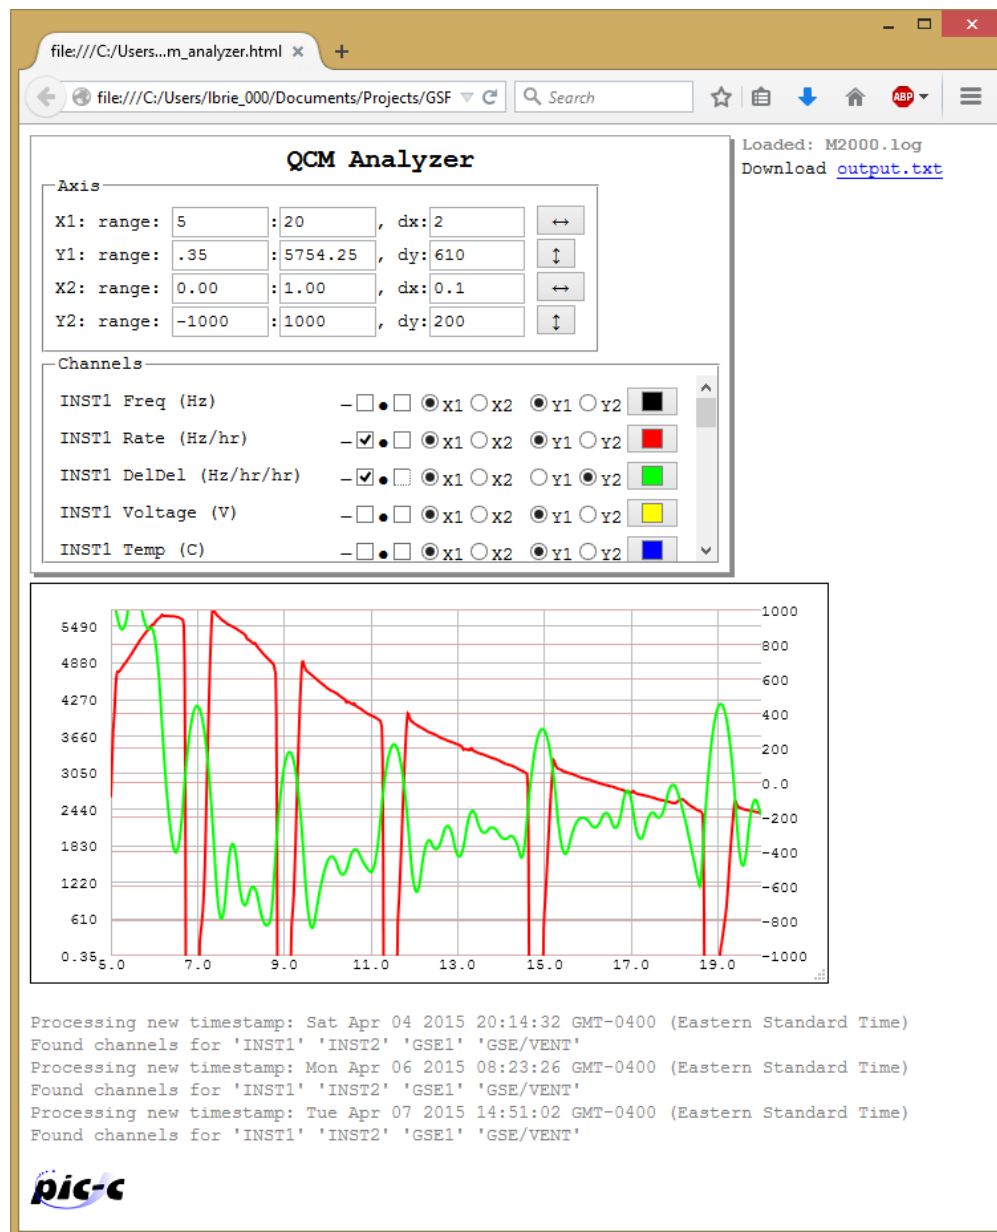 file:///C:/Users...m_analyzer.html × +
file:///C:/Users/lbrie_000/Documents/Projects/GSF Search ABP
QCM Analyzer
Loaded: M2000.log
Download output.txt
Axis
X1: range: 5 : 20 , dx: 2 ↔
Y1: range: .35 : 5754.25 , dy: 610 ↕
X2: range: 0.00 : 1.00 , dx: 0.1 ↔
Y2: range: -1000 : 1000 , dy: 200 ↕
Channels
INST1 Freq (Hz) – ● X1 X2 Y1 Y2
INST1 Rate (Hz/hr) – ● X1 X2 Y1 Y2
INST1 DelDel (Hz/hr/hr) – ● X1 X2 Y1 Y2
INST1 Voltage (V) – ● X1 X2 Y1 Y2
INST1 Temp (C) – ● X1 X2 Y1 Y2
5490
4880
4270
3660
3050
2440
1830
1220
610
0.35
1000
800
600
400
200
0.0
-200
-400
-600
-800
-1000
5.0 7.0 9.0 11.0 13.0 15.0 17.0 19.0
Processing new timestamp: Sat Apr 04 2015 20:14:32 GMT-0400 (Eastern Standard Time)
Found channels for 'INST1' 'INST2' 'GSE1' 'GSE/VENT'
Processing new timestamp: Mon Apr 06 2015 08:23:26 GMT-0400 (Eastern Standard Time)
Found channels for 'INST1' 'INST2' 'GSE1' 'GSE/VENT'
Processing new timestamp: Tue Apr 07 2015 14:51:02 GMT-0400 (Eastern Standard Time)
Found channels for 'INST1' 'INST2' 'GSE1' 'GSE/VENT'
pic-c